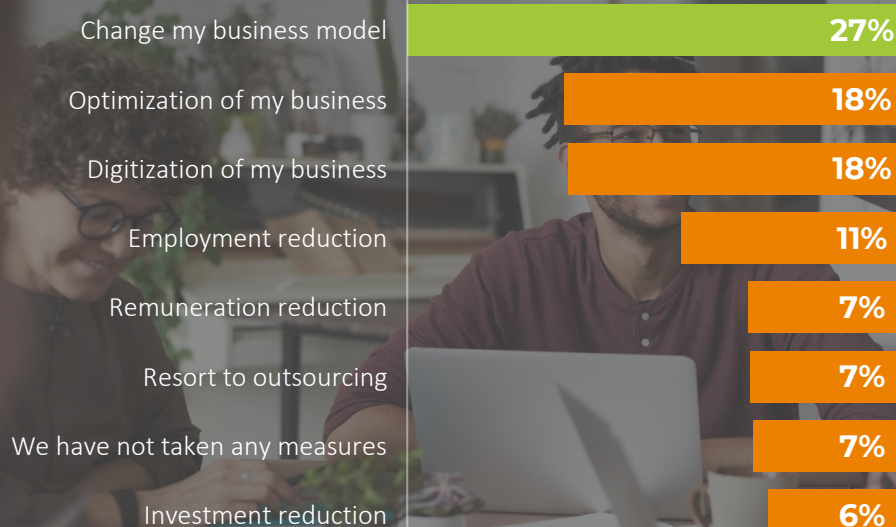 Change my business model 27%
Optimization of my business 18%
Digitization of my business 18%
Employment reduction 11%
Remuneration reduction 7%
Resort to outsourcing 7%
We have not taken any measures 7%
Investment reduction 6%